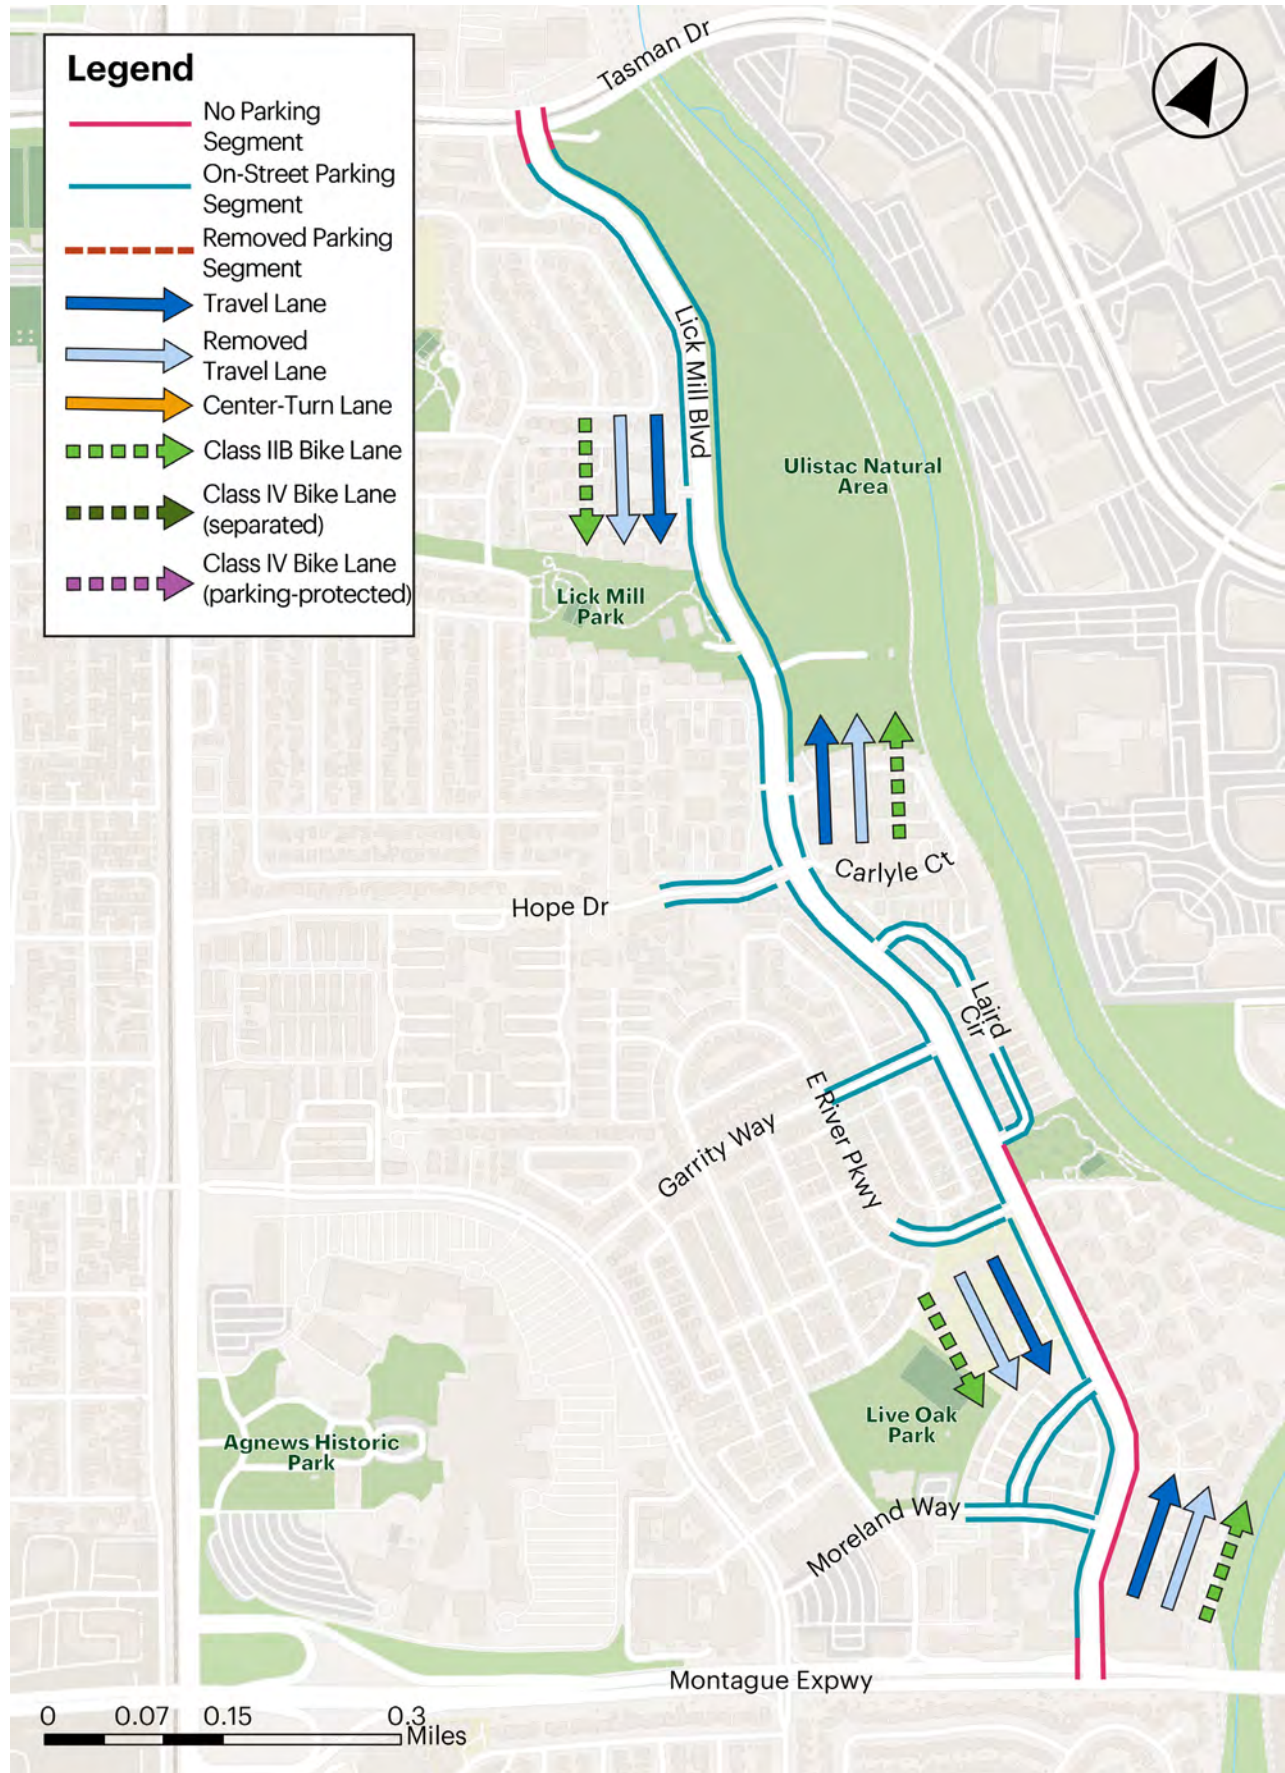 Legend
No Parking
Segment
On-Street Parking
Segment
Removed Parking
Segment
Travel Lane
Removed
Travel Lane
Center-Turn Lane
Class IIB Bike Lane
Class IV Bike Lane
(separated)
Class IV Bike Lane
(parking-protected)
Tasman Dr
Lick Mill Blvd
Ulistac Natural
Area
Lick Mill
Park
Carlyle Ct
Hope Dr
Laird
Cir
E River Pkwy
Garrity Way
Live Oak
Park
Agnews Historic
Park
Moreland Way
Montague Expwy
0 0.07 0.15 0.3
Miles